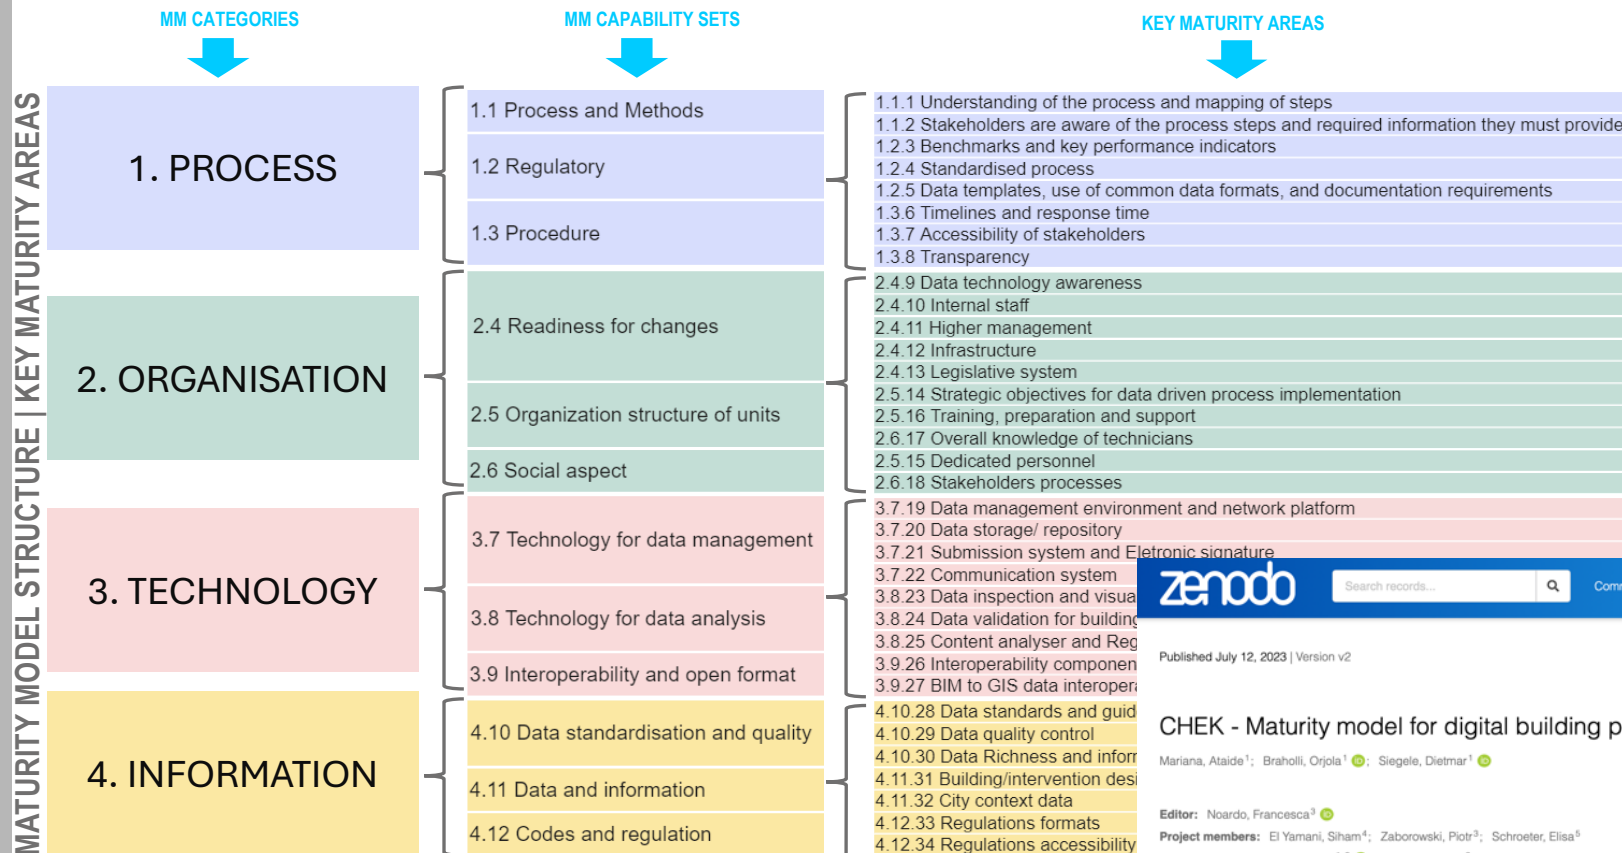 MM CATEGORIES
MM CAPABILITY SETS
KEY MATURITY AREAS
MATURITY MODEL STRUCTURE | KEY MATURITY AREAS
1. PROCESS
1.1 Process and Methods
1.2 Regulatory
1.3 Procedure
1.1.1 Understanding of the process and mapping of steps
1.1.2 Stakeholders are aware of the process steps and required information they must provide
1.2.3 Benchmarks and key performance indicators
1.2.4 Standardised process
1.2.5 Data templates, use of common data formats, and documentation requirements
1.3.6 Timelines and response time
1.3.7 Accessibility of stakeholders
1.3.8 Transparency
2. ORGANISATION
2.4 Readiness for changes
2.5 Organization structure of units
2.6 Social aspect
2.4.9 Data technology awareness
2.4.10 Internal staff
2.4.11 Higher management
2.4.12 Infrastructure
2.4.13 Legislative system
2.5.14 Strategic objectives for data driven process implementation
2.5.16 Training, preparation and support
2.6.17 Overall knowledge of technicians
2.5.15 Dedicated personnel
2.6.18 Stakeholders processes
3. TECHNOLOGY
3.7 Technology for data management
3.8 Technology for data analysis
3.9 Interoperability and open format
3.7.19 Data management environment and network platform
3.7.20 Data storage/ repository
3.7.21 Submission system and Eletronic signature
3.7.22 Communication system
3.8.23 Data inspection and visua
3.8.24 Data validation for building
3.8.25 Content analyser and Reg
3.9.26 Interoperability componen
3.9.27 BIM to GIS data interopera
4. INFORMATION
4.10 Data standardisation and quality
4.11 Data and information
4.12 Codes and regulation
4.10.28 Data standards and guid
4.10.29 Data quality control
4.10.30 Data Richness and inform
4.11.31 Building/intervention desi
4.11.32 City context data
4.12.33 Regulations formats
4.12.34 Regulations accessibility
zenodo
Search records...
Comm
Published July 12, 2023 | Version v2
CHEK - Maturity model for digital building p
Mariana, Ataide¹; Braholli, Orjola¹ iD; Siegele, Dietmar¹ iD
Editor: Noardo, Francesca³ iD
Project members: El Yamani, Siham⁴; Zaborowski, Piotr³; Schroeter, Elisa⁵